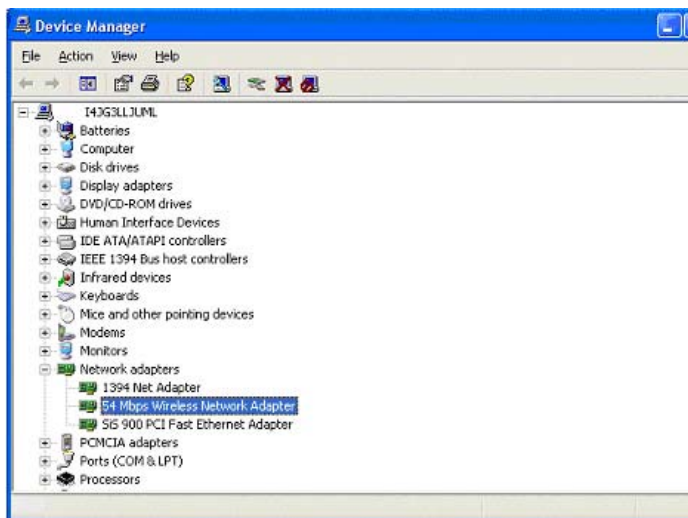 Device Manager
File Action View Help
I4JG3LLJUML
Batteries
Computer
Disk drives
Display adapters
DVD/CD-ROM drives
Human Interface Devices
IDE ATA/ATAPI controllers
IEEE 1394 Bus host controllers
Infrared devices
Keyboards
Mice and other pointing devices
Modems
Monitors
Network adapters
1394 Net Adapter
54 Mbps Wireless Network Adapter
SiS 900 PCI Fast Ethernet Adapter
PCMCIA adapters
Ports (COM & LPT)
Processors